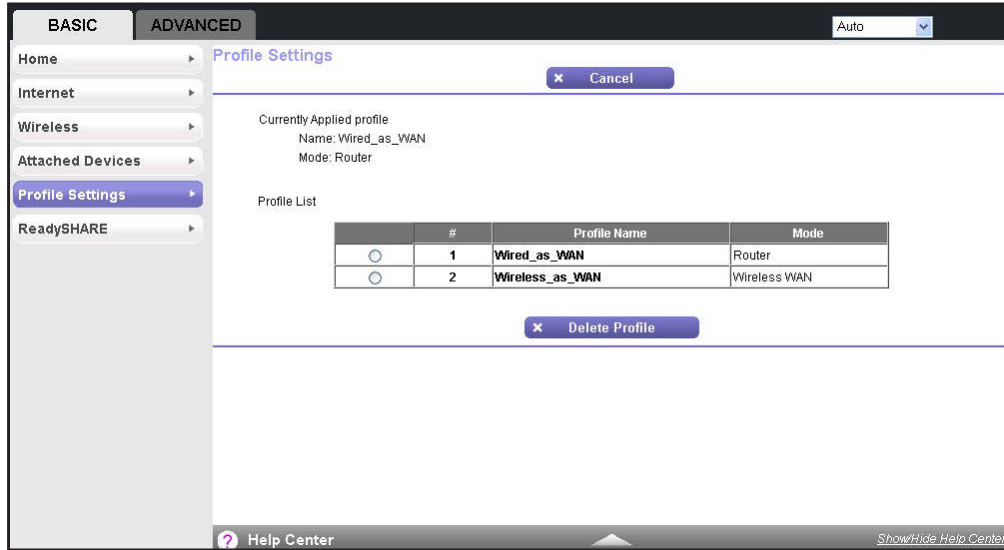 BASIC ADVANCED Auto
Home
Internet
Wireless
Attached Devices
Profile Settings
ReadySHARE
Profile Settings
Cancel
Currently Applied profile
Name: Wired_as_WAN
Mode: Router
Profile List
# Profile Name Mode
1 Wired_as_WAN Router
2 Wireless_as_WAN Wireless WAN
Delete Profile
? Help Center Show/Hide Help Center